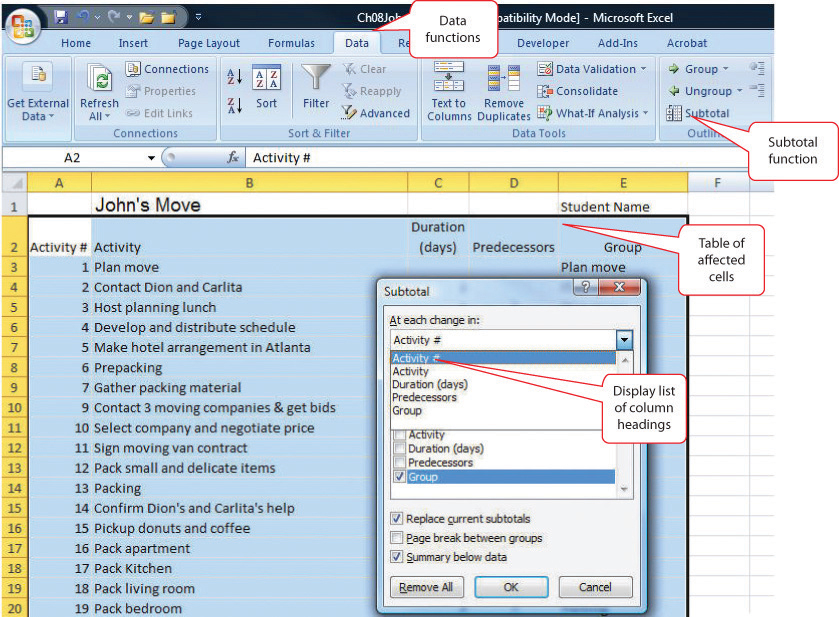 Ch08Job
patibility Mode] - Microsoft Excel
Data functions
Home Insert Page Layout Formulas Data Re Developer Add-Ins Acrobat
Get External Data
Refresh All
Connections
Properties
Edit Links
Connections
Sort
Filter
Clear
Reapply
Advanced
Sort & Filter
Text to Columns
Remove Duplicates
Data Validation
Consolidate
What-If Analysis
Data Tools
Group
Ungroup
Subtotal
Outlin
Subtotal function
A2 fx Activity #
A B C D E F
1 John's Move Student Name
2 Activity # Activity Duration (days) Predecessors Group
Table of affected cells
3 1 Plan move Plan move
4 2 Contact Dion and Carlita
5 3 Host planning lunch
6 4 Develop and distribute schedule
7 5 Make hotel arrangement in Atlanta
8 6 Prepacking
9 7 Gather packing material
10 9 Contact 3 moving companies & get bids
11 10 Select company and negotiate price
12 11 Sign moving van contract
13 12 Pack small and delicate items
14 13 Packing
15 14 Confirm Dion's and Carlita's help
16 15 Pickup donuts and coffee
17 16 Pack apartment
18 17 Pack Kitchen
19 18 Pack living room
20 19 Pack bedroom
Subtotal
At each change in:
Activity #
Activity #
Activity
Duration (days)
Predecessors
Group
Display list of column headings
Activity
Duration (days)
Predecessors
Group
Replace current subtotals
Page break between groups
Summary below data
Remove All OK Cancel